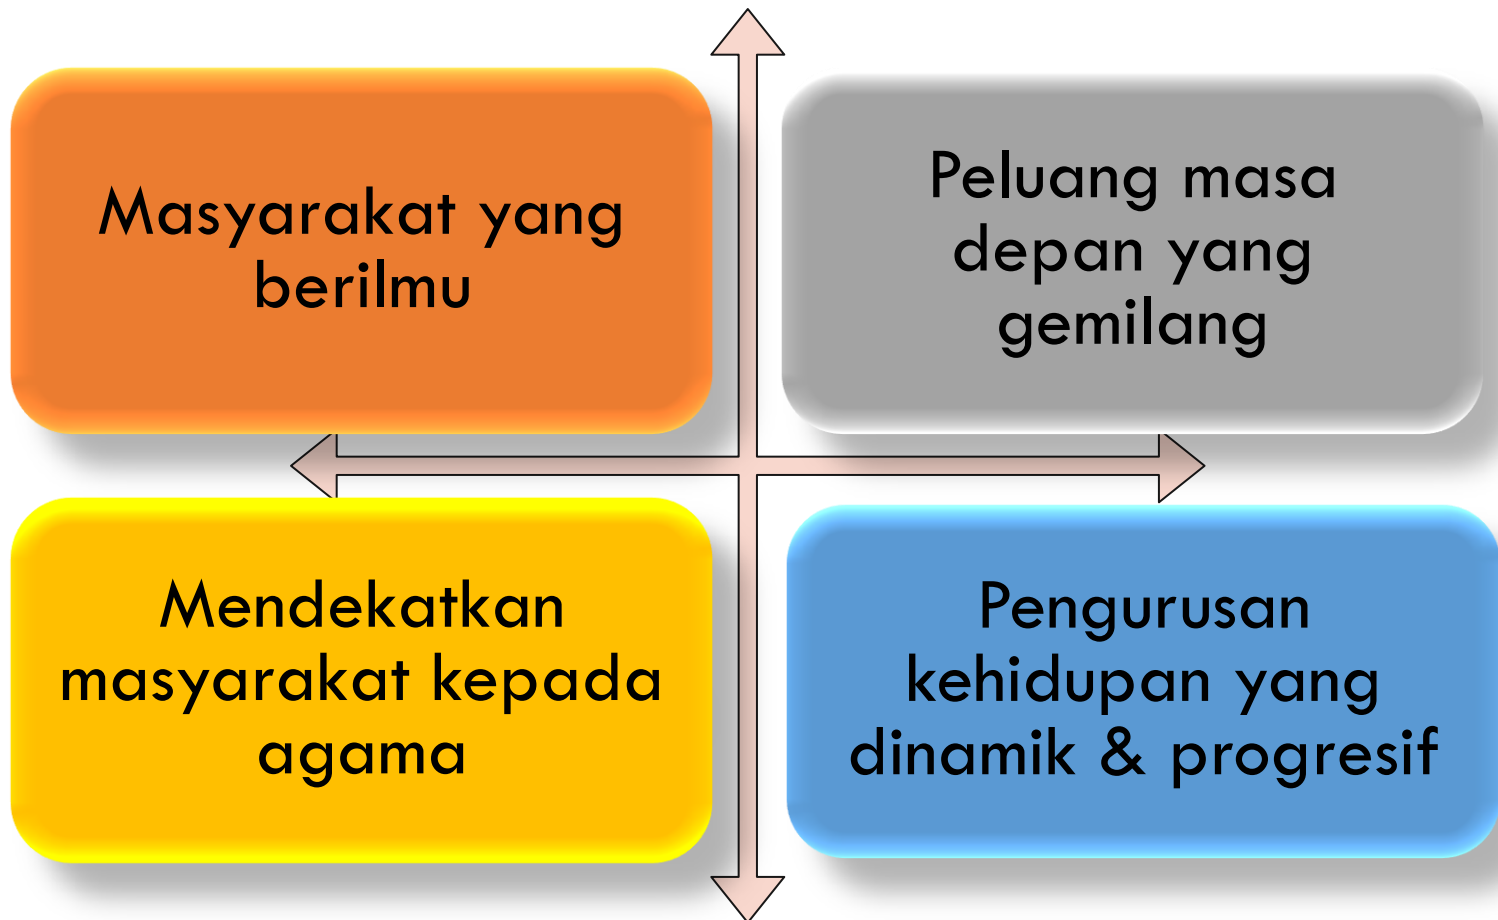 Masyarakat yang
berilmu
Peluang masa
depan yang
gemilang
Mendekatkan
masyarakat kepada
agama
Pengurusan
kehidupan yang
dinamik & progresif